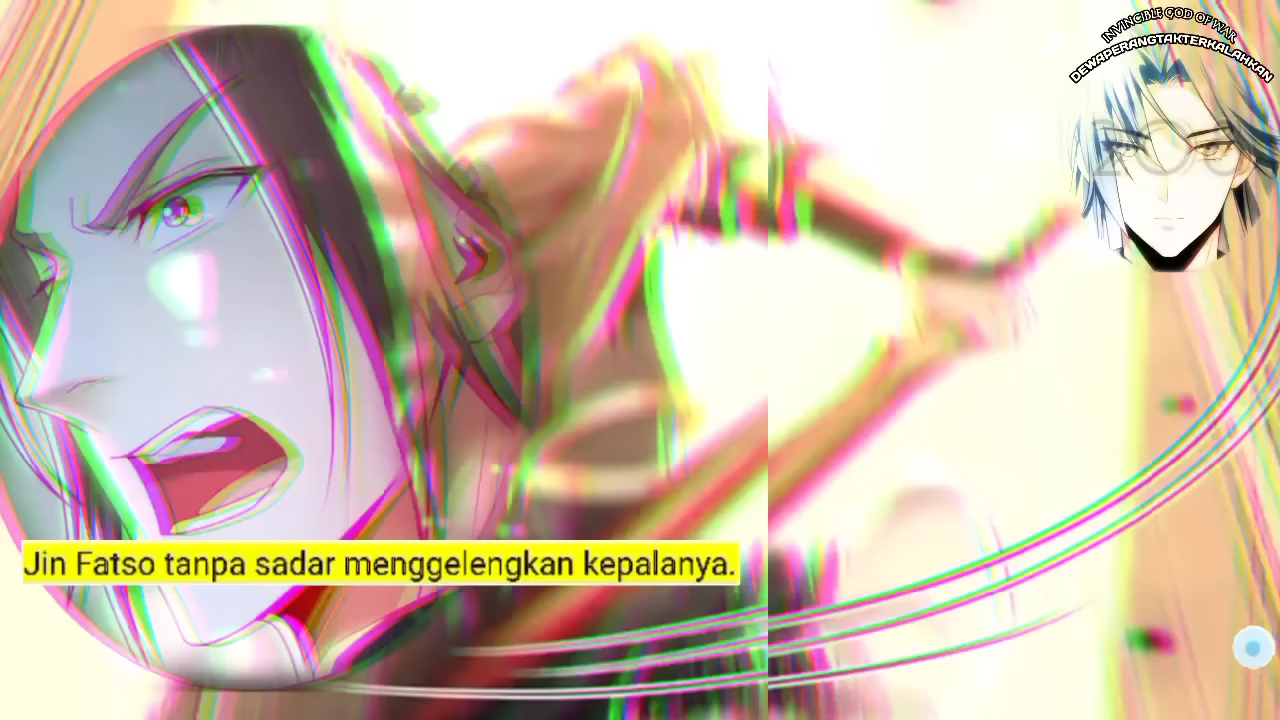 INVINCIBLE GOD OF WAR
DEWAPERANGTAKTERKALAHKAN
Jin Fatso tanpa sadar menggelengkan kepalanya.